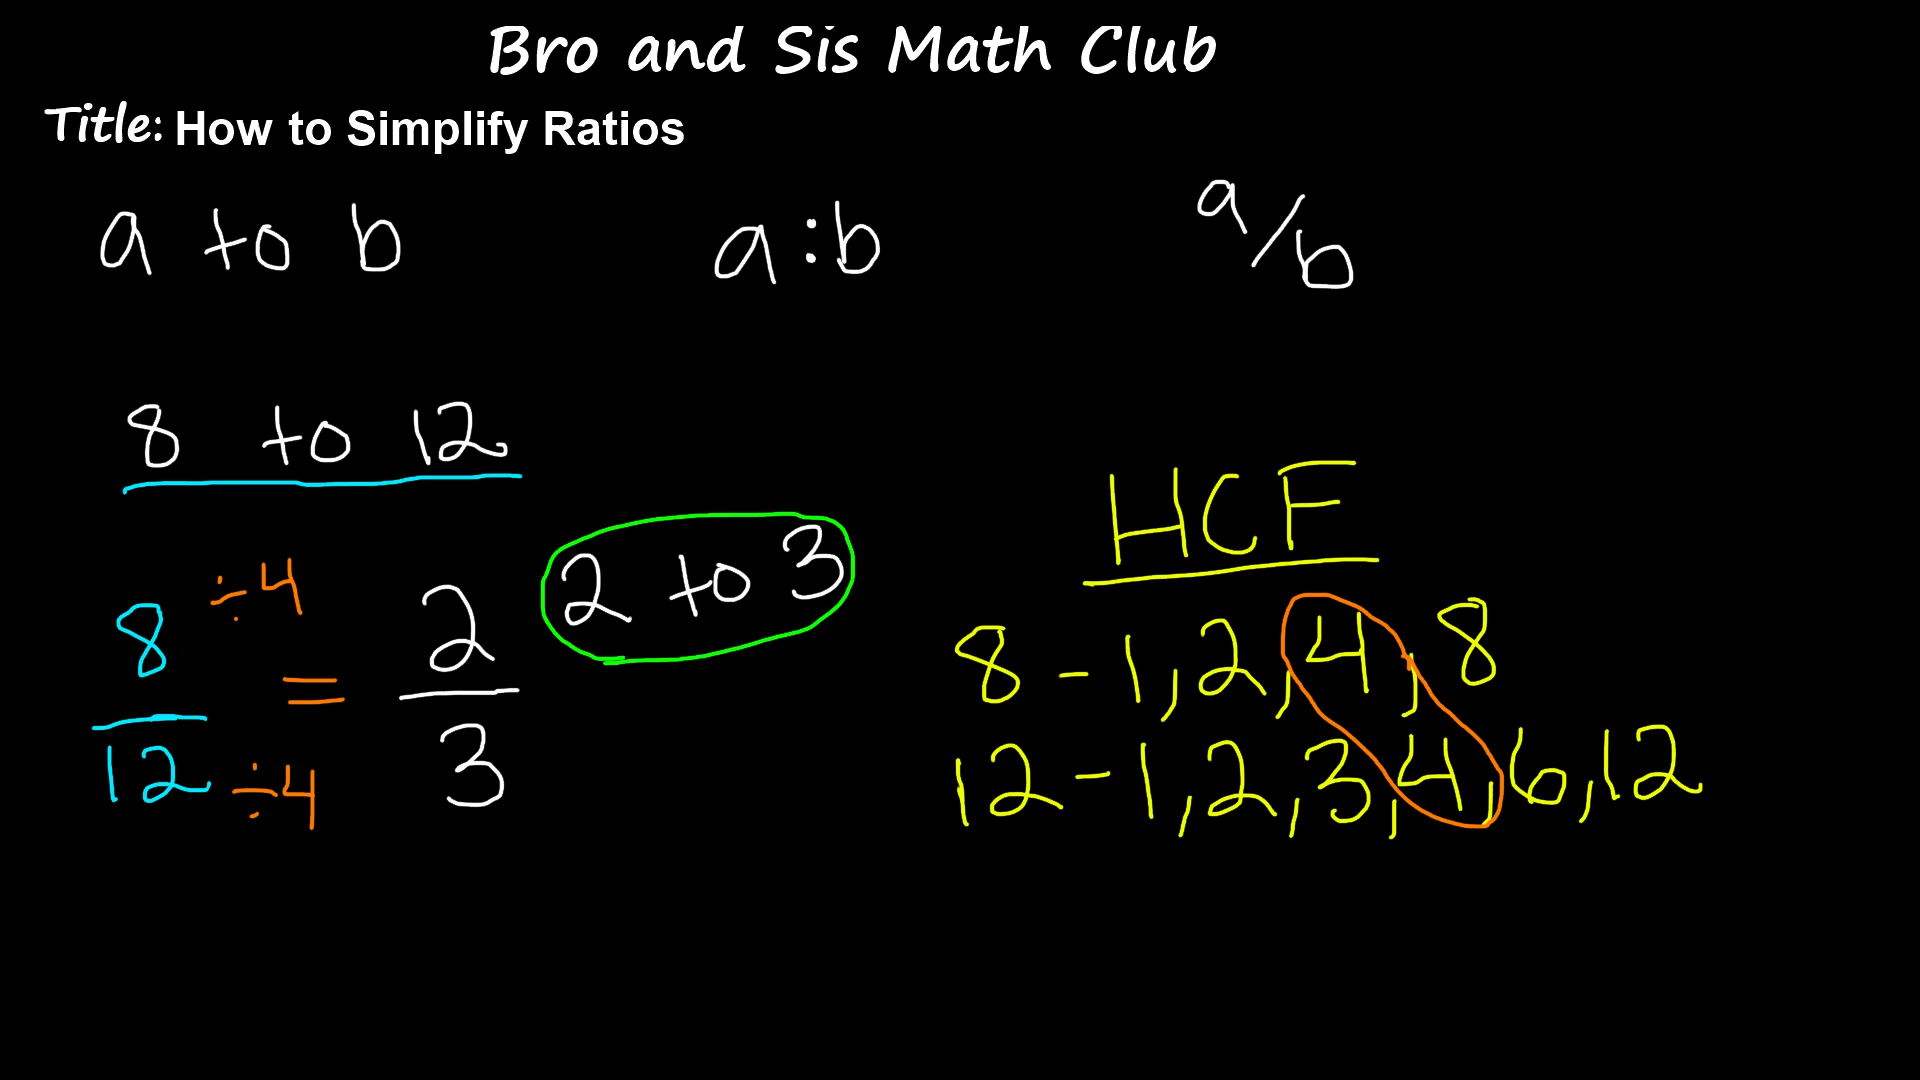 Bro and Sis Math Club
Title: How to Simplify Ratios
a to b
a:b
a/b
8 to 12
8 ÷4
12 ÷4
=
2
3
2 to 3
HCF
8 - 1, 2, 4, 8
12 - 1, 2, 3, 4, 6, 12